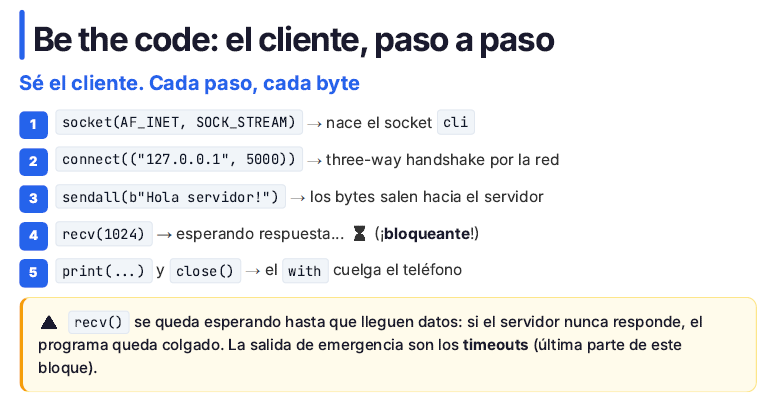 Be the code: el cliente, paso a paso
Sé el cliente. Cada paso, cada byte
1 socket(AF_INET, SOCK_STREAM) → nace el socket cli
2 connect(("127.0.0.1", 5000)) → three-way handshake por la red
3 sendall(b"Hola servidor!") → los bytes salen hacia el servidor
4 recv(1024) → esperando respuesta... ⏳ (¡bloqueante!)
5 print(...) y close() → el with cuelga el teléfono
▲ recv() se queda esperando hasta que lleguen datos: si el servidor nunca responde, el
programa queda colgado. La salida de emergencia son los timeouts (última parte de este
bloque).